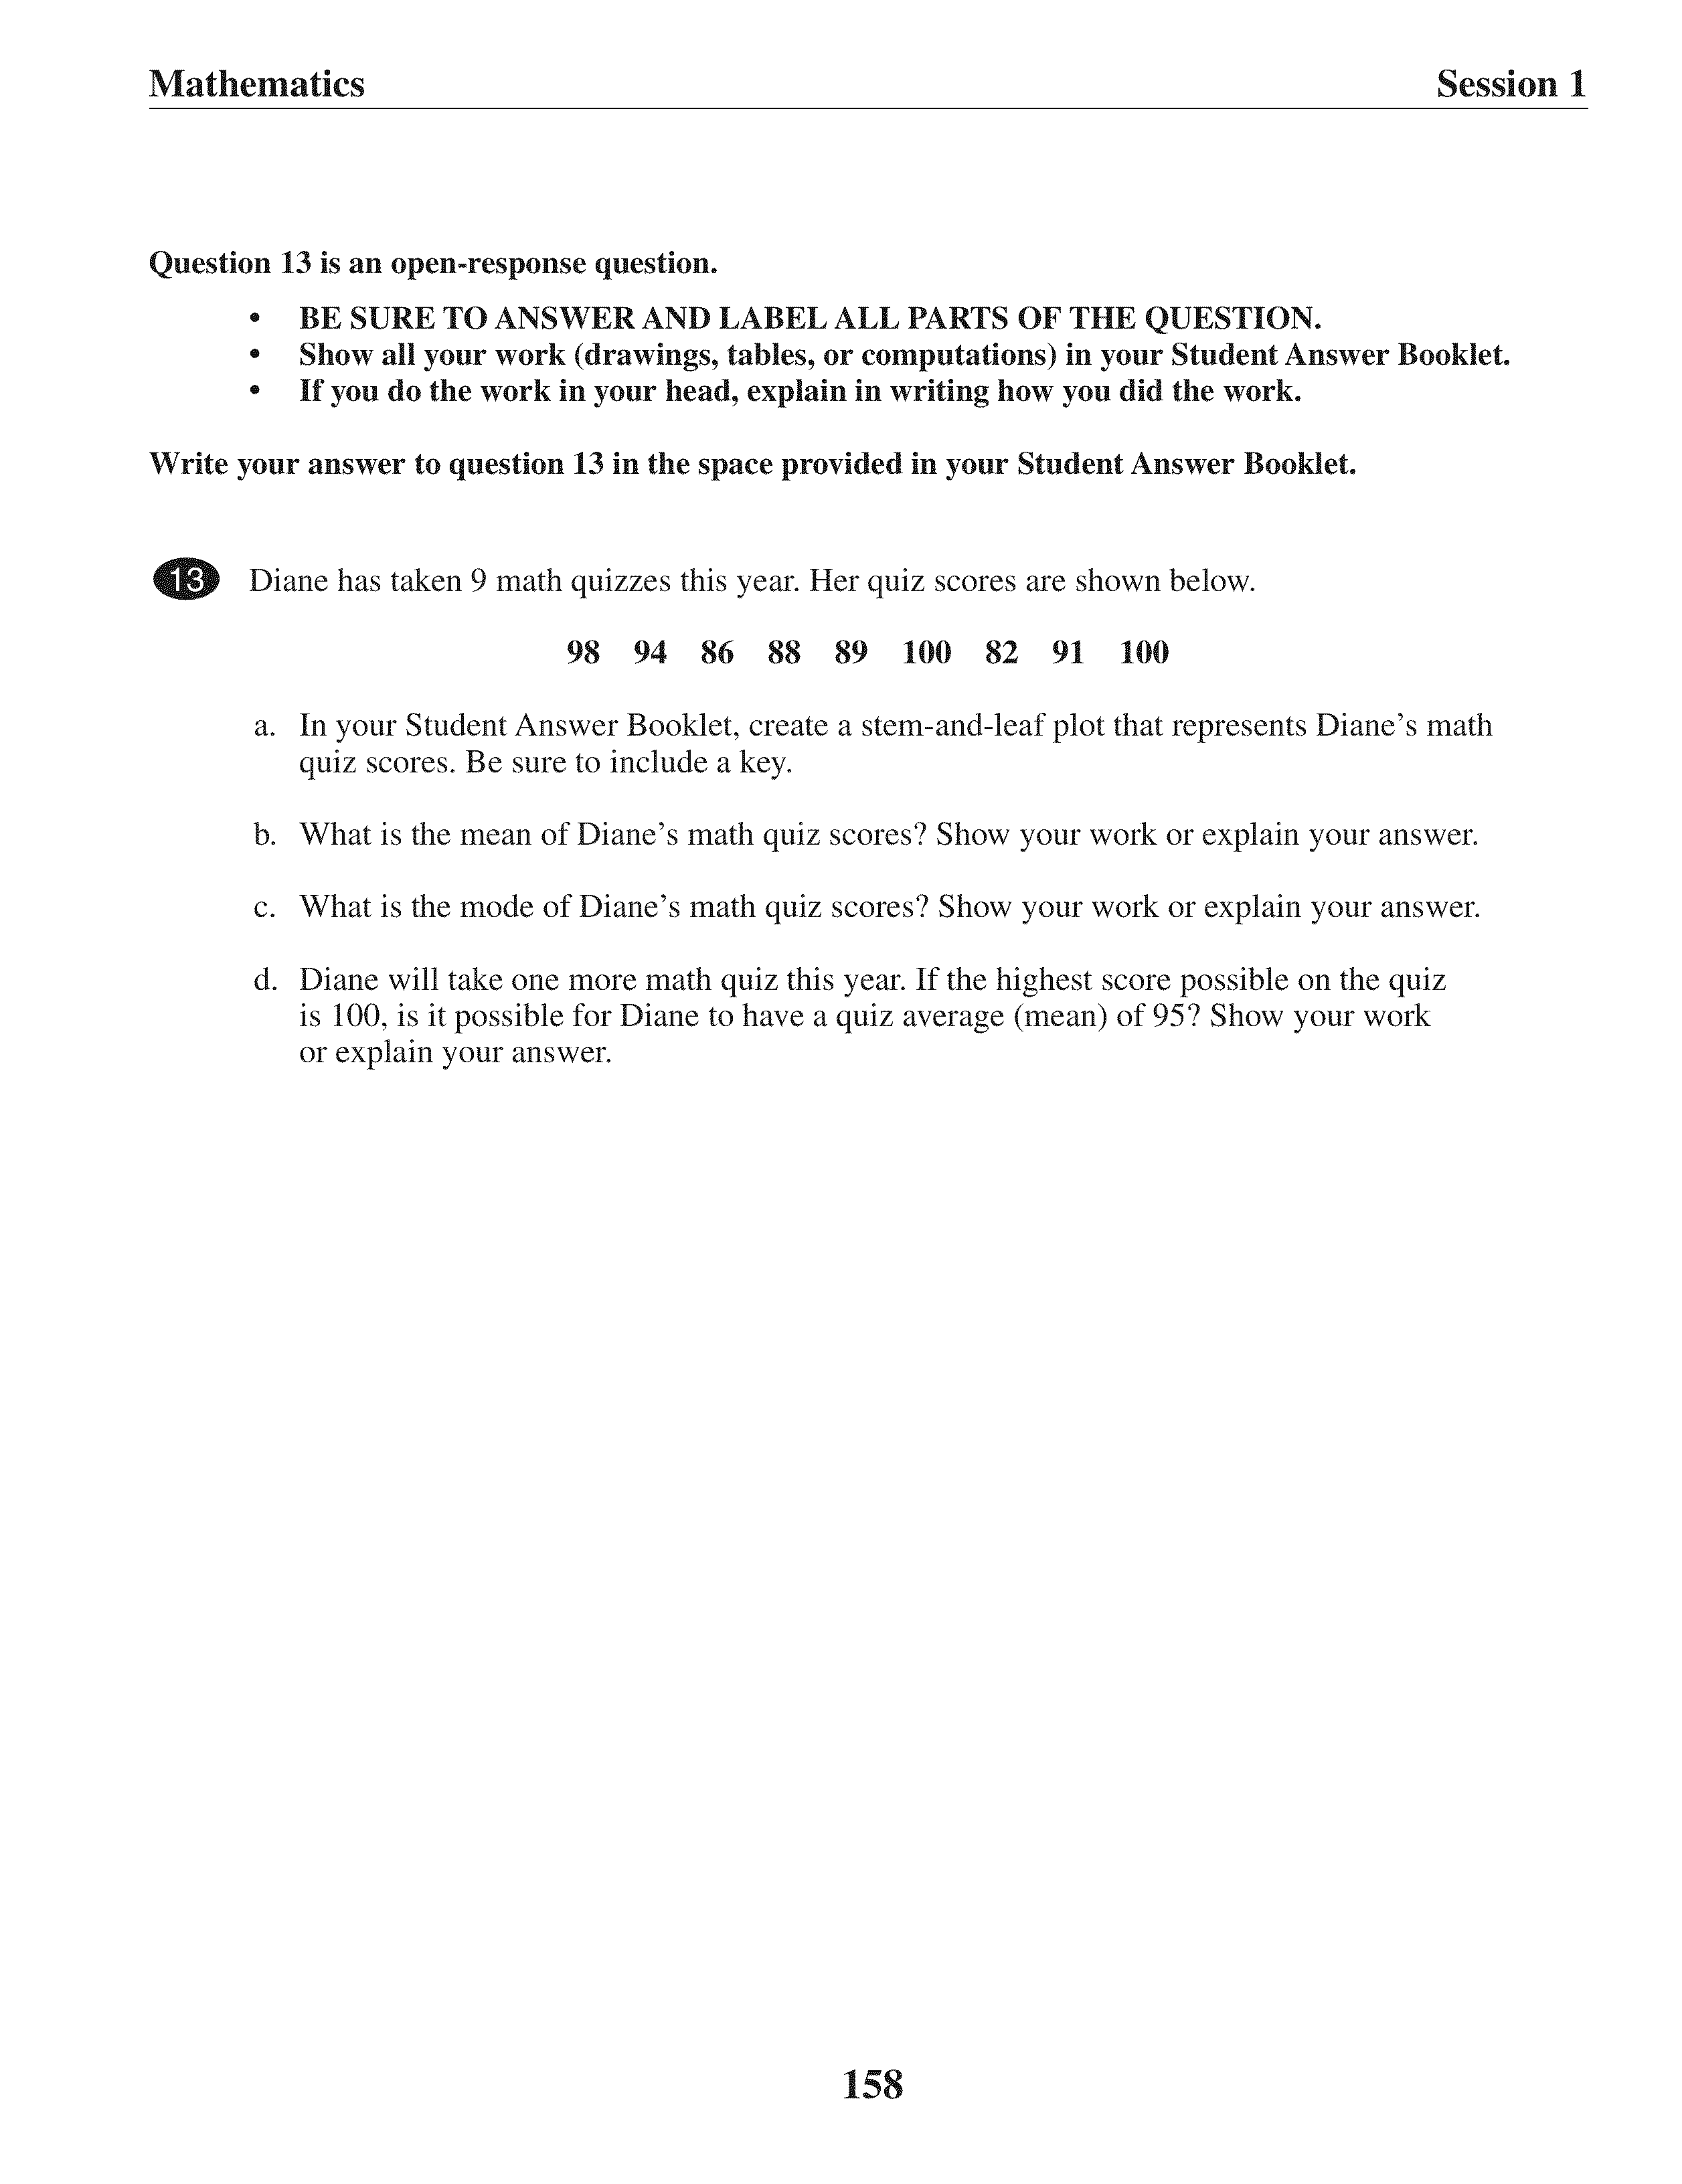 Mathematics Session 1
Question 13 is an open-response question.
• BE SURE TO ANSWER AND LABEL ALL PARTS OF THE QUESTION.
• Show all your work (drawings, tables, or computations) in your Student Answer Booklet.
• If you do the work in your head, explain in writing how you did the work.
Write your answer to question 13 in the space provided in your Student Answer Booklet.
13 Diane has taken 9 math quizzes this year. Her quiz scores are shown below.
98 94 86 88 89 100 82 91 100
a. In your Student Answer Booklet, create a stem-and-leaf plot that represents Diane’s math
quiz scores. Be sure to include a key.
b. What is the mean of Diane’s math quiz scores? Show your work or explain your answer.
c. What is the mode of Diane’s math quiz scores? Show your work or explain your answer.
d. Diane will take one more math quiz this year. If the highest score possible on the quiz
is 100, is it possible for Diane to have a quiz average (mean) of 95? Show your work
or explain your answer.
158